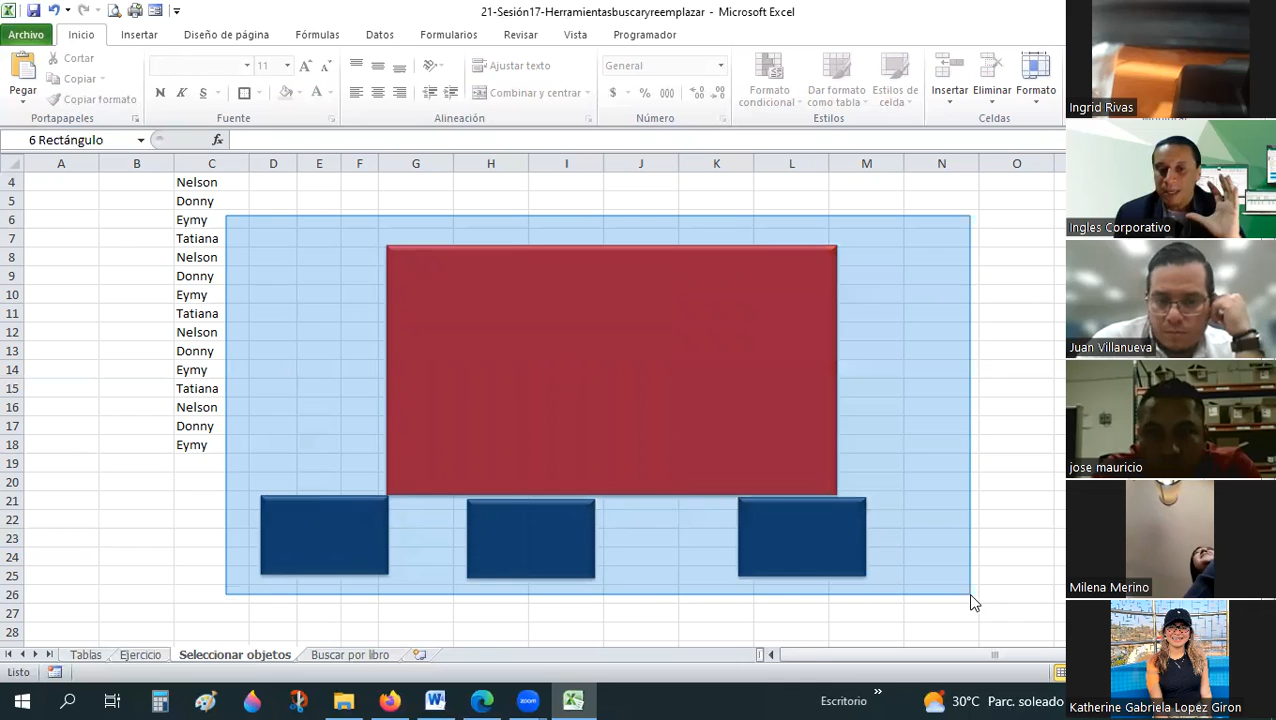 21-Sesión17-Herramientasbuscaryreemplazar - Microsoft Excel
Archivo Inicio Insertar Diseño de página Fórmulas Datos Formularios Revisar Vista Programador
Pegar
Cortar
Copiar
Copiar formato
Portapapeles
11
N K S
Fuente
Ajustar texto
Combinar y centrar
Alineación
General
$ % 000
Número
Formato condicional
Dar formato como tabla
Estilos de celda
Estilos
Insertar Eliminar Formato
Celdas
6 Rectángulo fx
A B C D E F G H I J K L M N O
4 Nelson
5 Donny
6 Eymy
7 Tatiana
8 Nelson
9 Donny
10 Eymy
11 Tatiana
12 Nelson
13 Donny
14 Eymy
15 Tatiana
16 Nelson
17 Donny
18 Eymy
19
20
21
22
23
24
25
26
27
28
Tablas Ejercicio Seleccionar objetos Buscar por libro
Listo
Escritorio
30°C Parc. soleado
zoom
Ingrid Rivas
Ingles Corporativo
Juan Villanueva
jose mauricio
Milena Merino
Katherine Gabriela Lopez Giron